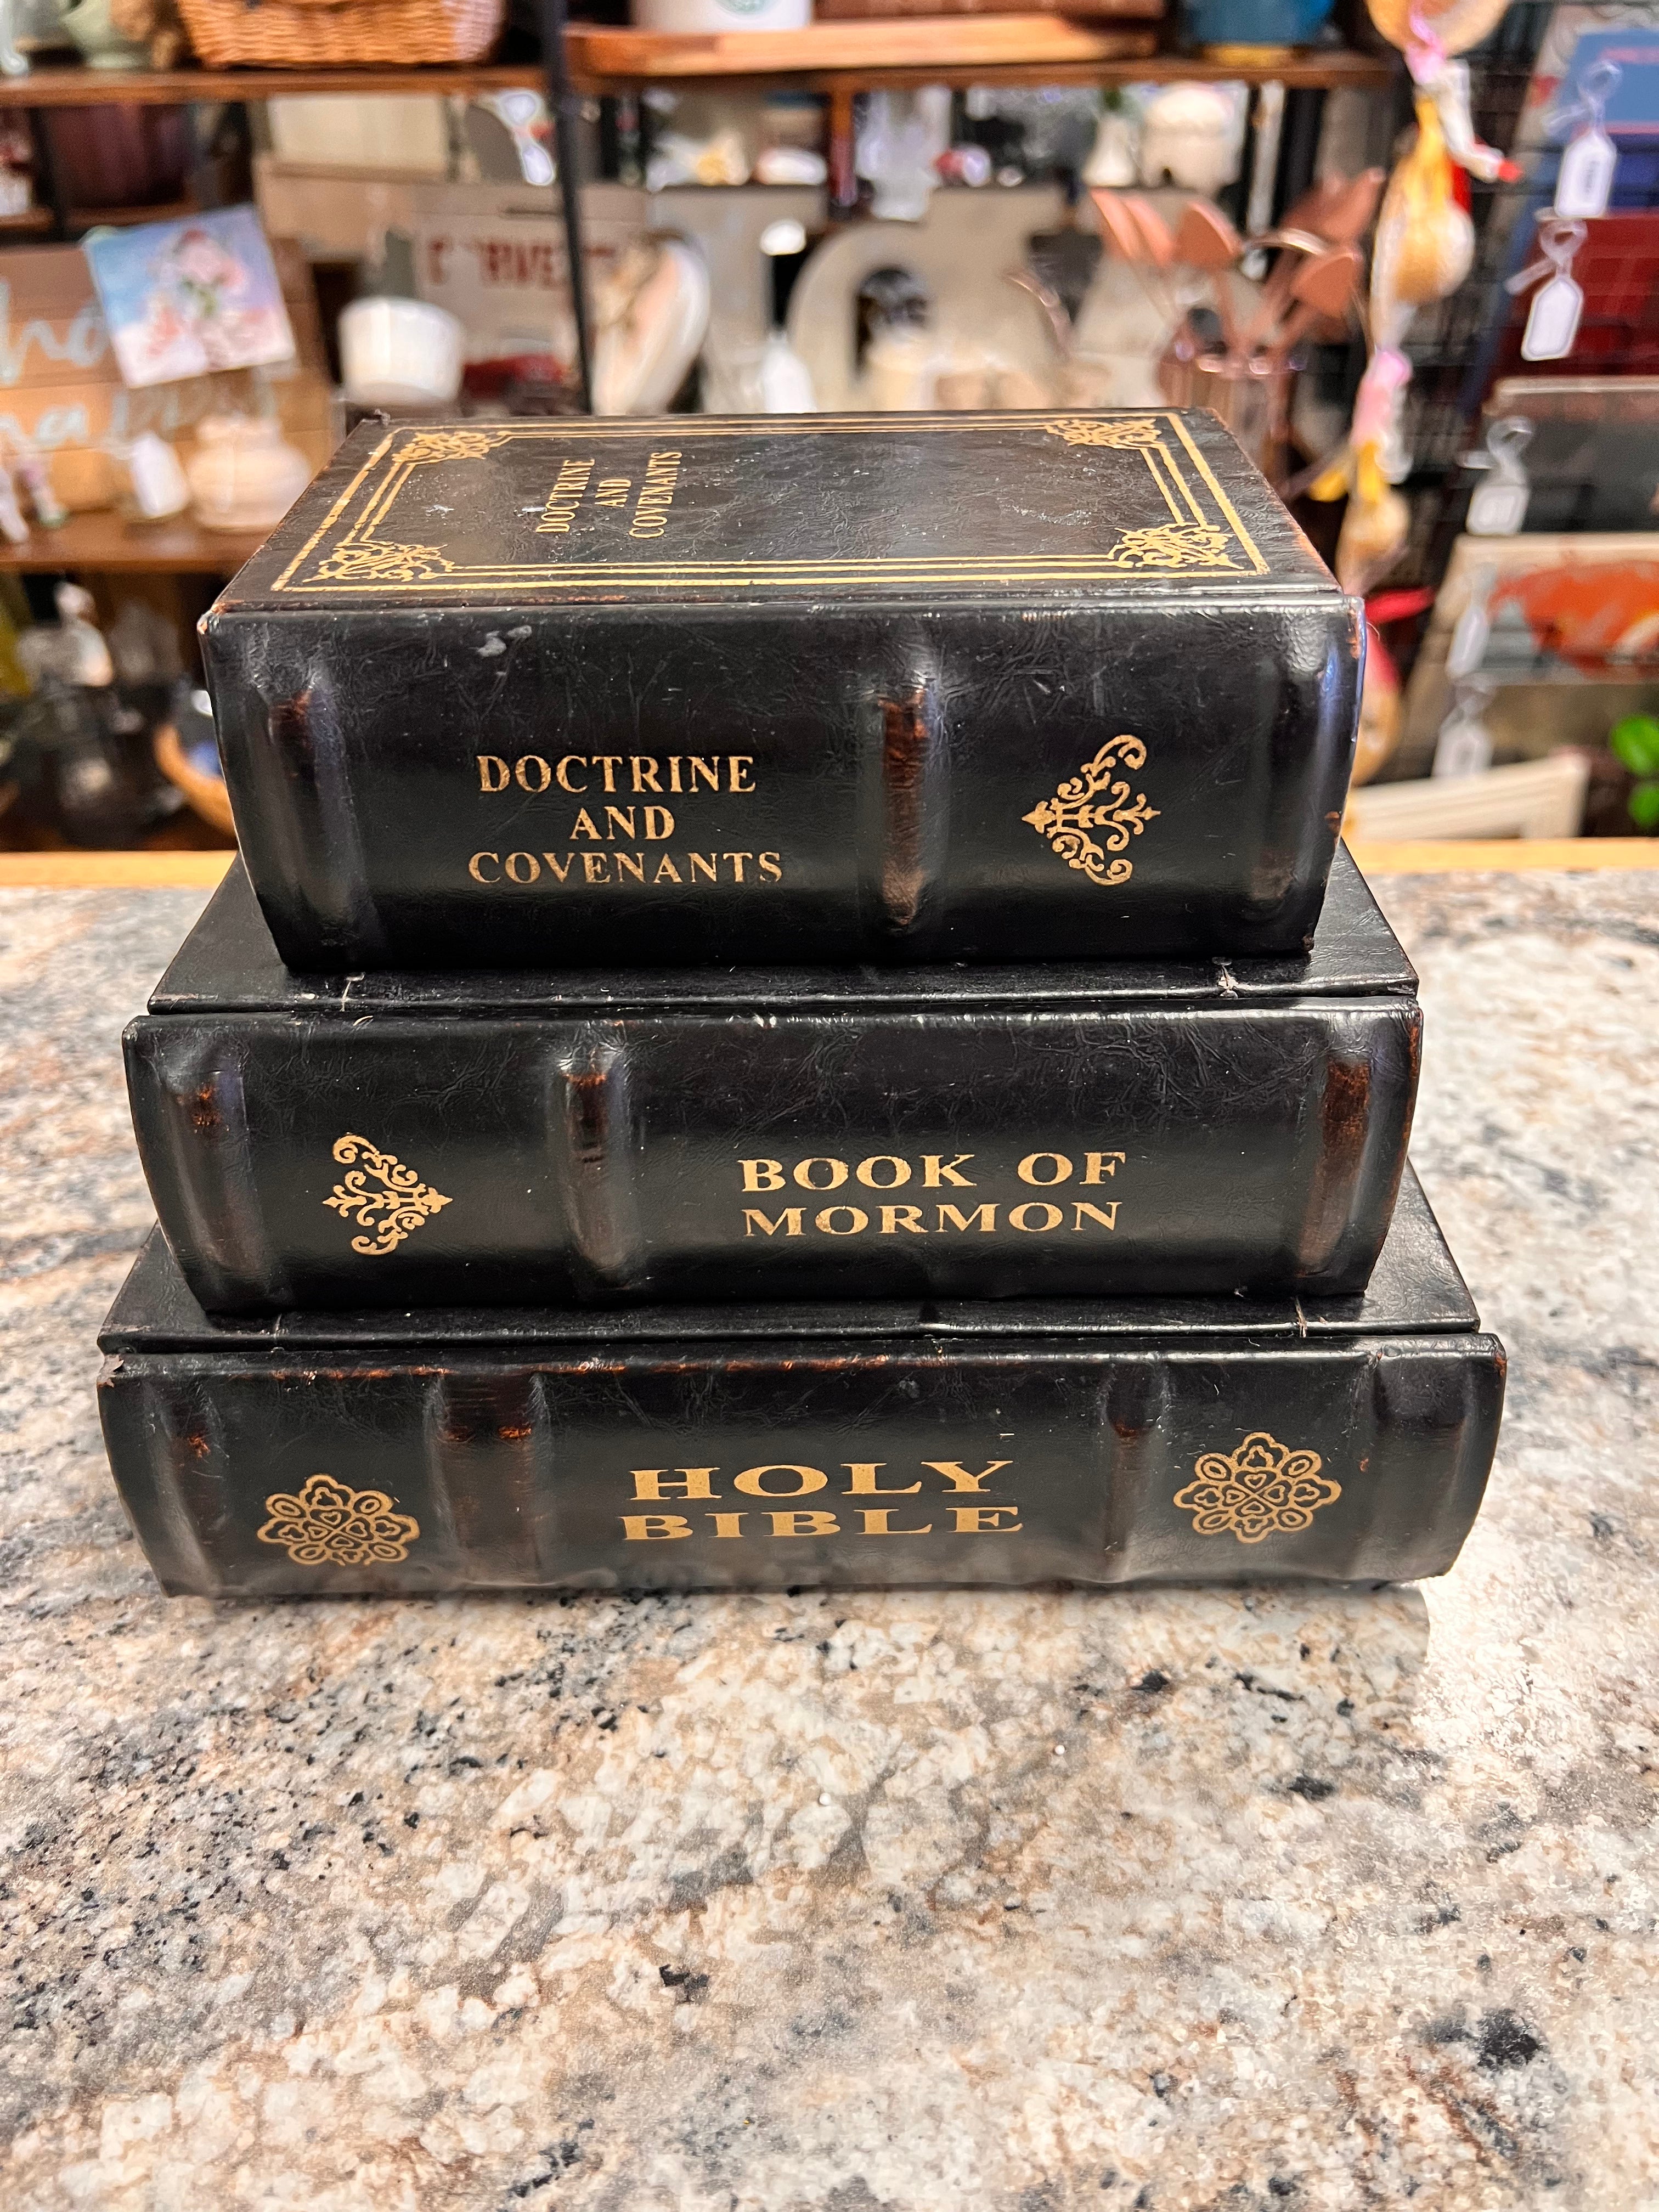 DOCTRINE
AND
COVENANTS
DOCTRINE
AND
COVENANTS
BOOK OF
MORMON
HOLY
BIBLE